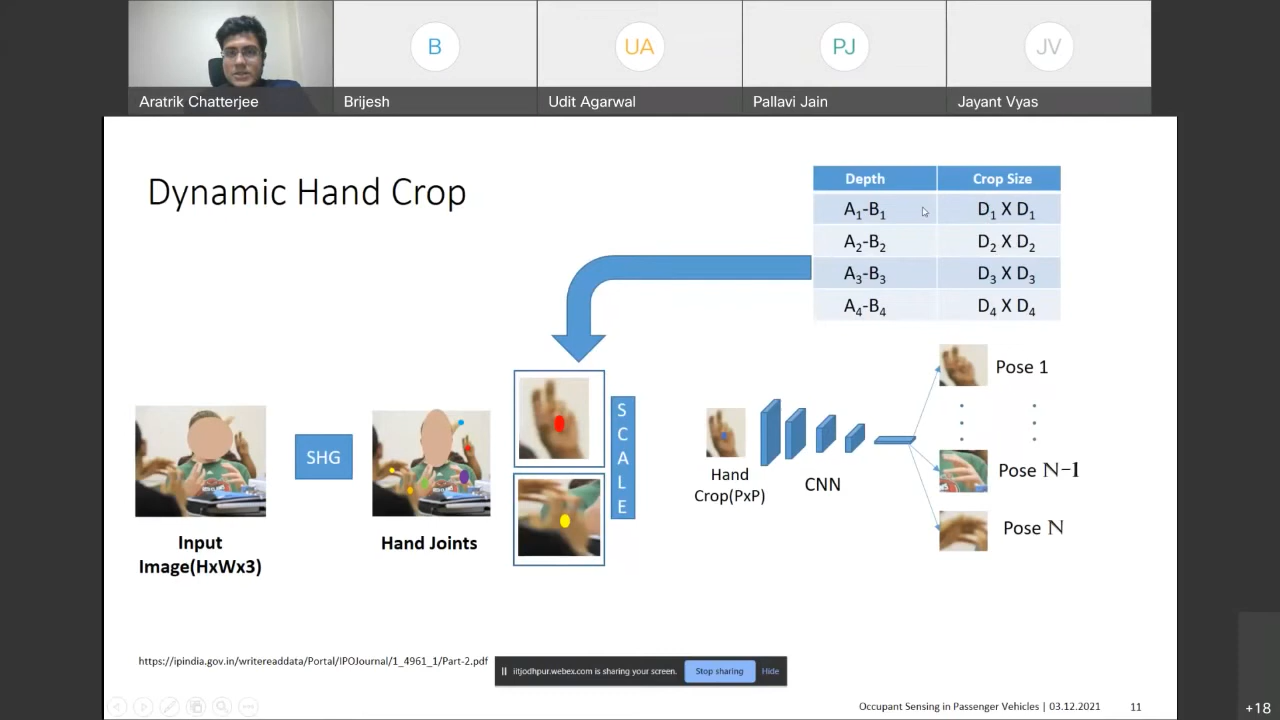 B
UA
PJ
JV
Aratrik Chatterjee
Brijesh
Udit Agarwal
Pallavi Jain
Jayant Vyas
Dynamic Hand Crop
Depth Crop Size
A1-B1 D1 X D1
A2-B2 D2 X D2
A3-B3 D3 X D3
A4-B4 D4 X D4
SHG
SCALE
Input
Image(HxWx3)
Hand Joints
Hand
Crop(PxP)
CNN
Pose 1
Pose N-1
Pose N
https://ipindia.gov.in/writereaddata/Portal/IPOJournal/1_4961_1/Part-2.pdf
iitjodhpur.webex.com is sharing your screen.
Stop sharing
Hide
Occupant Sensing in Passenger Vehicles | 03.12.2021
11
+18